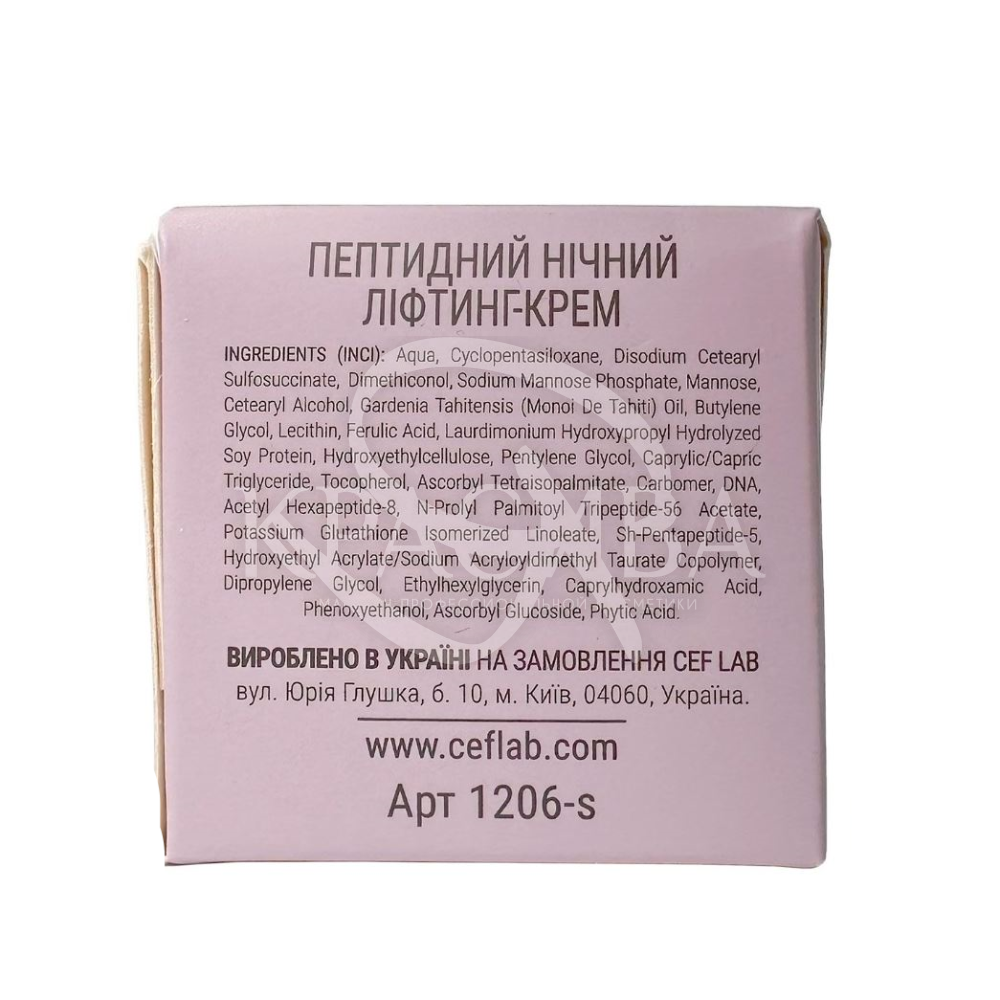 ПЕПТИДНИЙ НІЧНИЙ
ЛІФТИНГ-КРЕМ
INGREDIENTS (INCI): Aqua, Cyclopentasiloxane, Disodium Cetearyl
Sulfosuccinate, Dimethiconol, Sodium Mannose Phosphate, Mannose,
Cetearyl Alcohol, Gardenia Tahitensis (Monoi De Tahiti) Oil, Butylene
Glycol, Lecithin, Ferulic Acid, Laurdimonium Hydroxypropyl Hydrolyzed
Soy Protein, Hydroxyethylcellulose, Pentylene Glycol, Caprylic/Capric
Triglyceride, Tocopherol, Ascorbyl Tetraisopalmitate, Carbomer, DNA,
Acetyl Hexapeptide-8, N-Prolyl Palmitoyl Tripeptide-56 Acetate,
Potassium Glutathione Isomerized Linoleate, Sh-Pentapeptide-5,
Hydroxyethyl Acrylate/Sodium Acryloyldimethyl Taurate Copolymer,
Dipropylene Glycol, Ethylhexylglycerin, Caprylhydroxamic Acid,
Phenoxyethanol, Ascorbyl Glucoside, Phytic Acid.
ВИРОБЛЕНО В УКРАЇНІ НА ЗАМОВЛЕННЯ CEF LAB
вул. Юрія Глушка, б. 10, м. Київ, 04060, Україна.
www.ceflab.com
Арт 1206-s